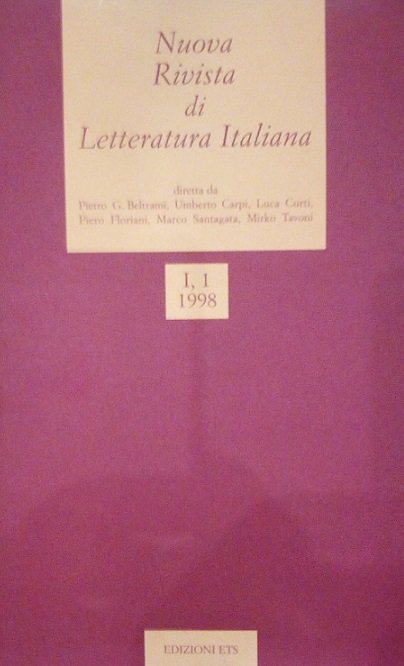 Nuova
Rivista
di
Letteratura Italiana
diretta da
Pietro G. Beltrami, Umberto Carpi, Luca Curti,
Piero Floriani, Marco Santagata, Mirko Tavoni
I, 1
1998
EDIZIONI ETS